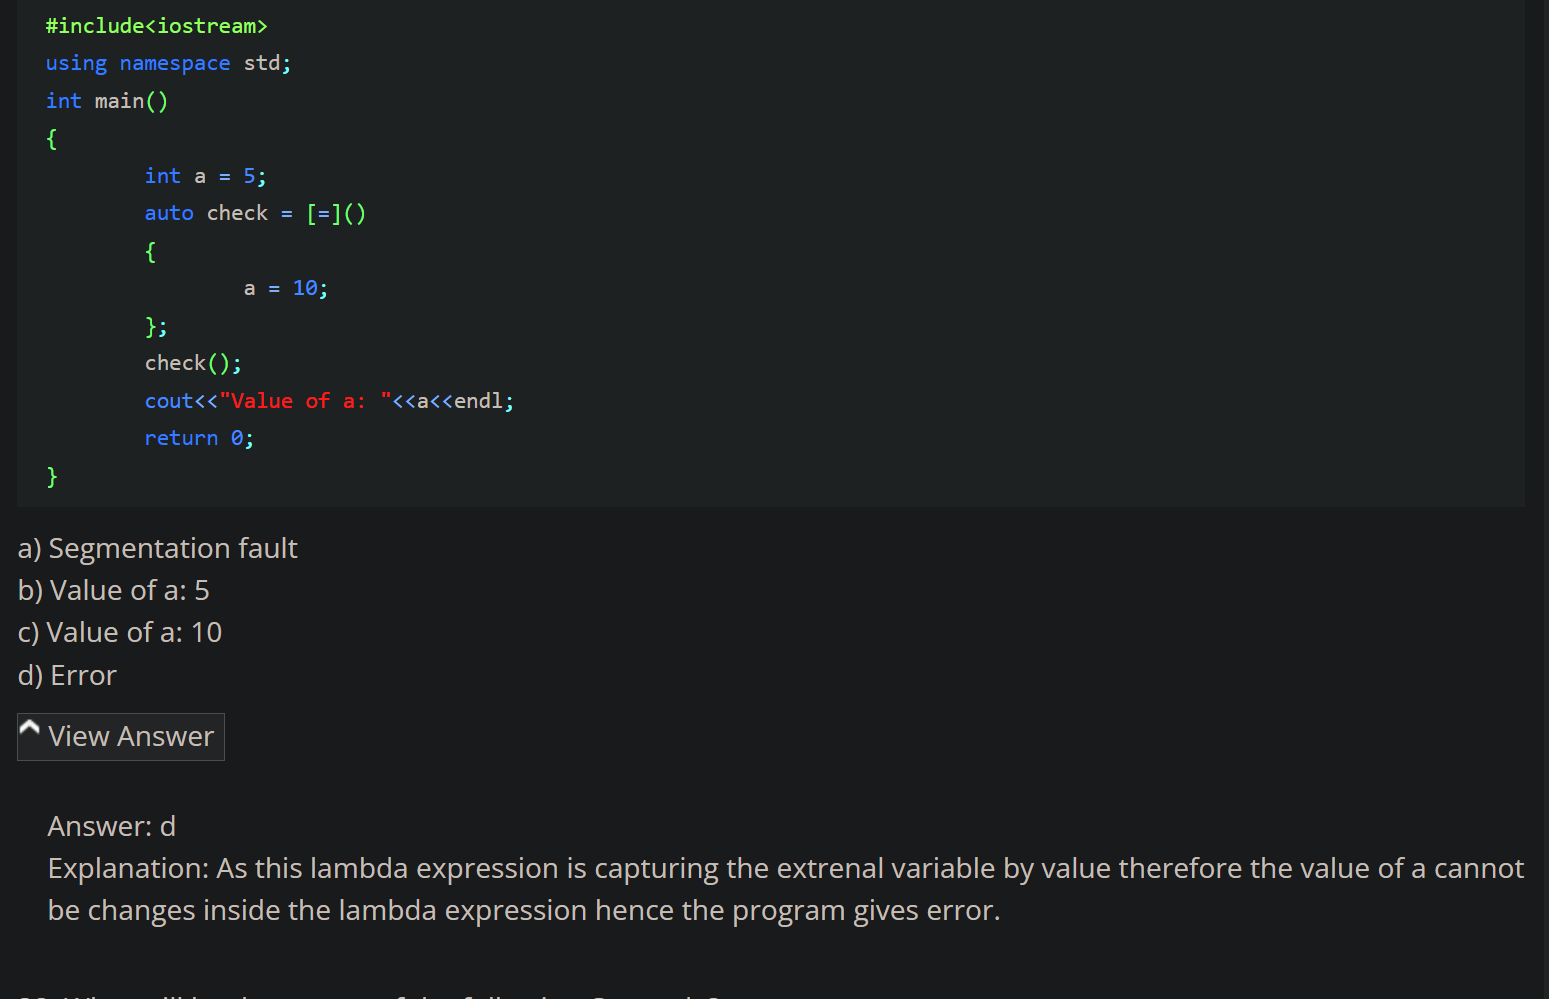 #include<iostream>
using namespace std;
int main()
{
int a = 5;
auto check = [=]()
{
a = 10;
};
check();
cout<<"Value of a: "<<a<<endl;
return 0;
}
a) Segmentation fault
b) Value of a: 5
c) Value of a: 10
d) Error
View Answer
Answer: d
Explanation: As this lambda expression is capturing the extrenal variable by value therefore the value of a cannot
be changes inside the lambda expression hence the program gives error.